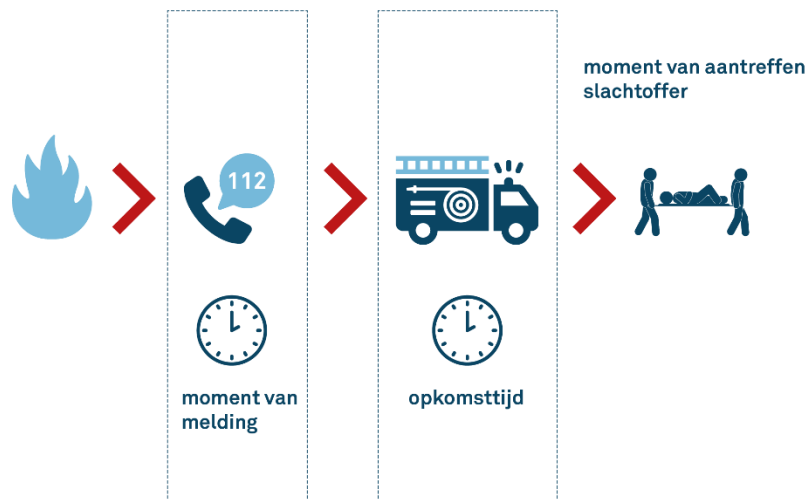 moment van aantreffen
slachtoffer
112
moment van
melding
opkomsttijd